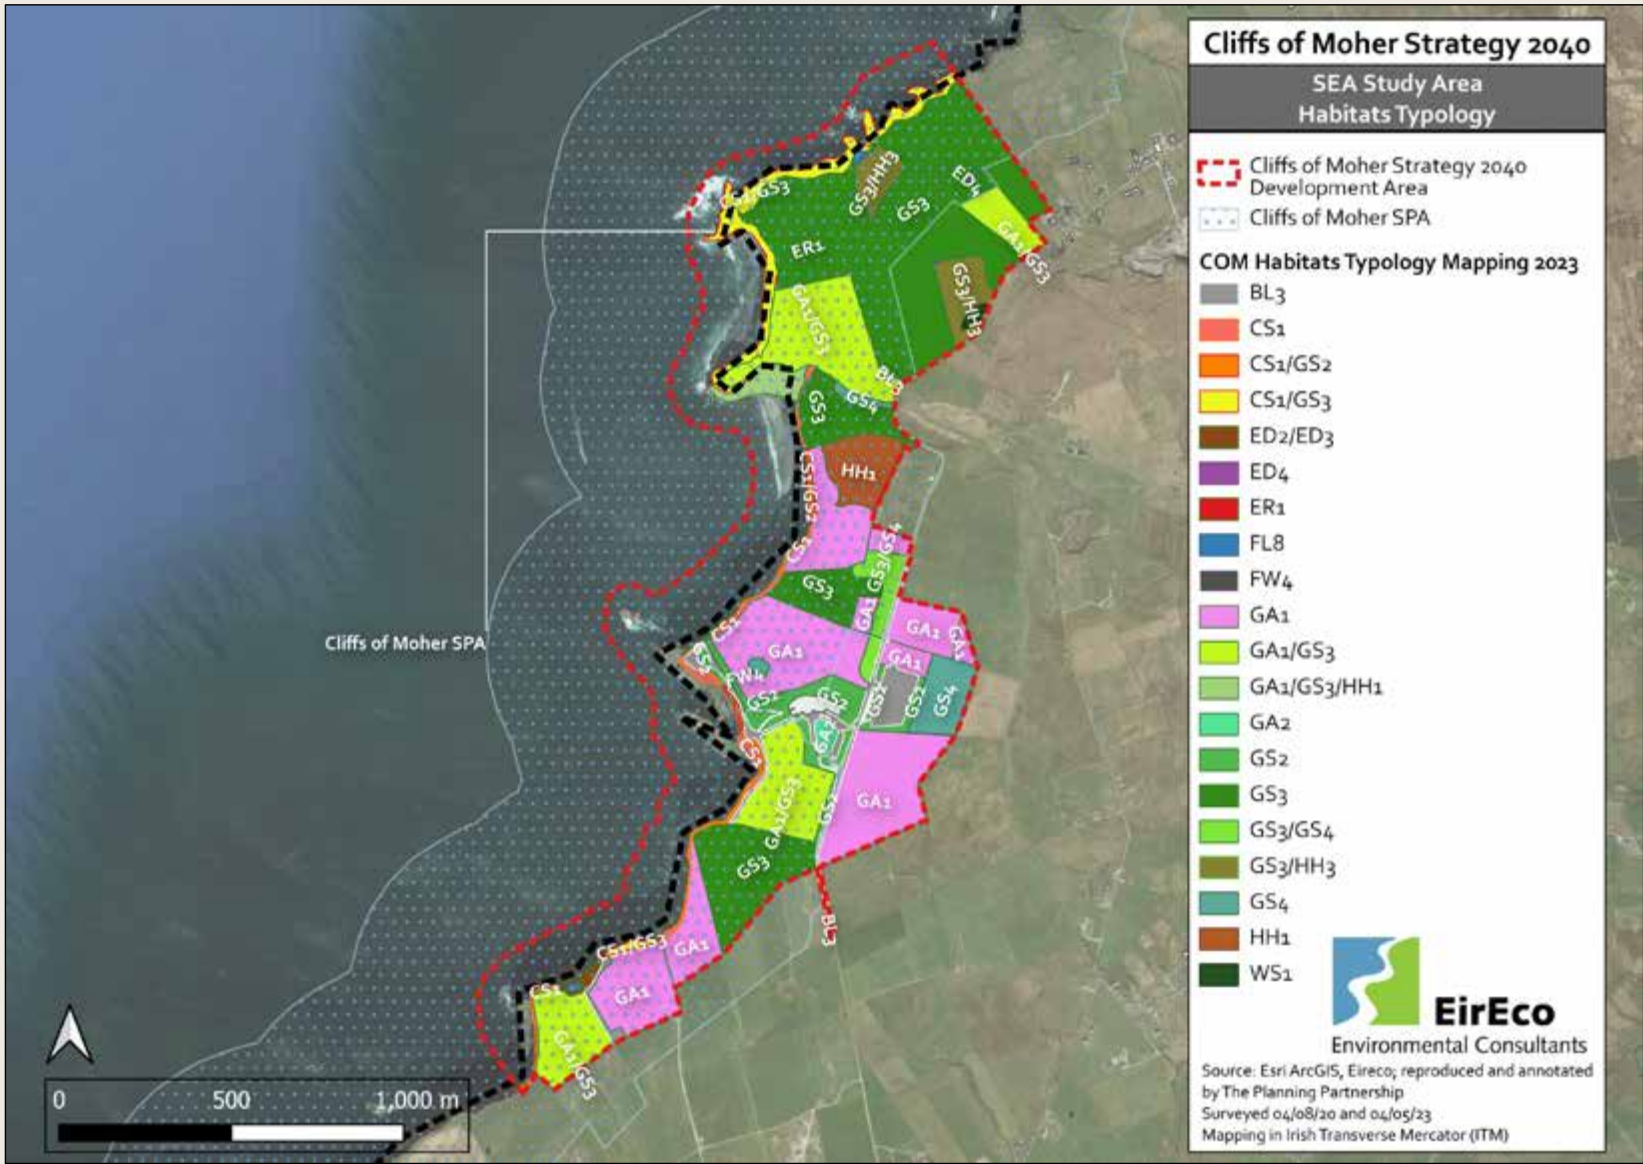 Cliffs of Moher Strategy 2040
SEA Study Area
Habitats Typology
Cliffs of Moher Strategy 2040
Development Area
Cliffs of Moher SPA
COM Habitats Typology Mapping 2023
BL3
CS1
CS1/GS2
CS1/GS3
ED2/ED3
ED4
ER1
FL8
FW4
GA1
GA1/GS3
GA1/GS3/HH1
GA2
GS2
GS3
GS3/GS4
GS3/HH3
GS4
HH1
WS1
EirEco
Environmental Consultants
Source: Esri ArcGIS, Eireco; reproduced and annotated
by The Planning Partnership
Surveyed 04/08/20 and 04/05/23
Mapping in Irish Transverse Mercator (ITM)
GS3/HH3
ED4
CS1/GS3
GS3
ER1
GA1/GS3
GS3/HH3
GA1/GS3
BL3
GS4
GS3
HH1
CS1/GS2
CS1
GS3/GS4
GS3
GA1
GA1
GA1
CS1
Cliffs of Moher SPA
GS2
GA1
GA1
FW4
GS2
GS2
GS2
GS2
GS4
GA2
CS1
GA1/GS3
GS2
GA1
GS3
BL3
CS1/GS3
GA1
CS1
GA1
GA1/GS3
0 500 1,000 m